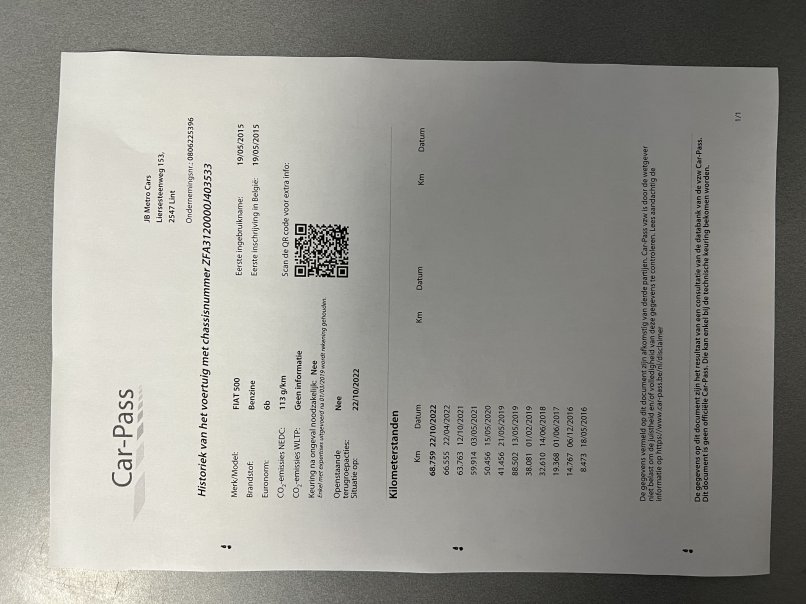 Car-Pass
JB Metro Cars
Liersesteenweg 153,
2547 Lint
Ondernemingsnr.: 0806225396
Historiek van het voertuig met chassisnummer ZFA3120000J403533
Merk/Model: FIAT 500
Brandstof: Benzine
Euronorm: 6b
CO2-emissies NEDC: 113 g/km
CO2-emissies WLTP: Geen informatie
Keuring na ongeval noodzakelijk: Nee
Enkel met expertises uitgevoerd na 01/03/2019 wordt rekening gehouden.
Openstaande
terugroepacties: Nee
Situatie op: 22/10/2022
Eerste ingebruikname: 19/05/2015
Eerste inschrijving in België: 19/05/2015
Scan de QR code voor extra info:
Kilometerstanden
Km Datum Km Datum Km Datum
68.759 22/10/2022
66.555 22/04/2022
63.763 12/10/2021
59.914 03/05/2021
50.456 15/05/2020
41.456 21/05/2019
88.502 13/05/2019
38.081 01/02/2019
32.610 14/06/2018
19.368 01/06/2017
14.767 06/12/2016
8.473 18/05/2016
De gegevens vermeld op dit document zijn afkomstig van derde partijen. Car-Pass vzw is door de wetgever
niet belast om de juistheid en/of volledigheid van deze gegevens te controleren. Lees aandachtig de
informatie op https://www.car-pass.be/nl/disclaimer
De gegevens op dit document zijn het resultaat van een consultatie van de databank van de vzw Car-Pass.
Dit document is geen officiële Car-Pass. Die kan enkel bij de technische keuring bekomen worden.
1/1